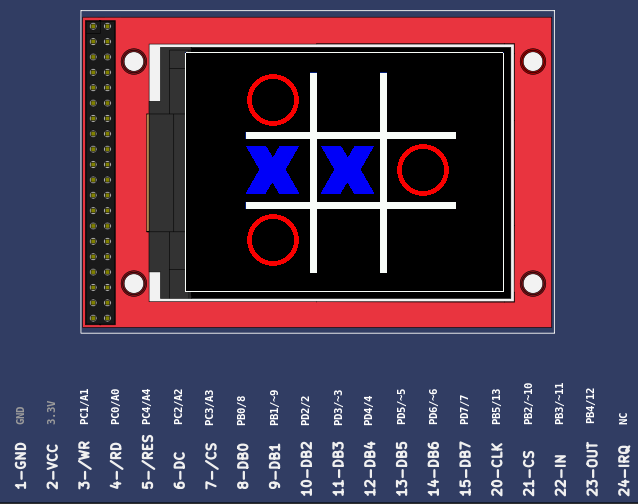 1-GND GND
2-VCC 3.3V
3-/WR PC1/A1
4-/RD PC0/A0
5-/RES PC4/A4
6-DC PC2/A2
7-/CS PC3/A3
8-DB0 PB0/8
9-DB1 PB1/~9
10-DB2 PD2/2
11-DB3 PD3/~3
12-DB4 PD4/4
13-DB5 PD5/~5
14-DB6 PD6/~6
15-DB7 PD7/7
20-CLK PB5/13
21-CS PB2/~10
22-IN PB3/~11
23-OUT PB4/12
24-IRQ NC